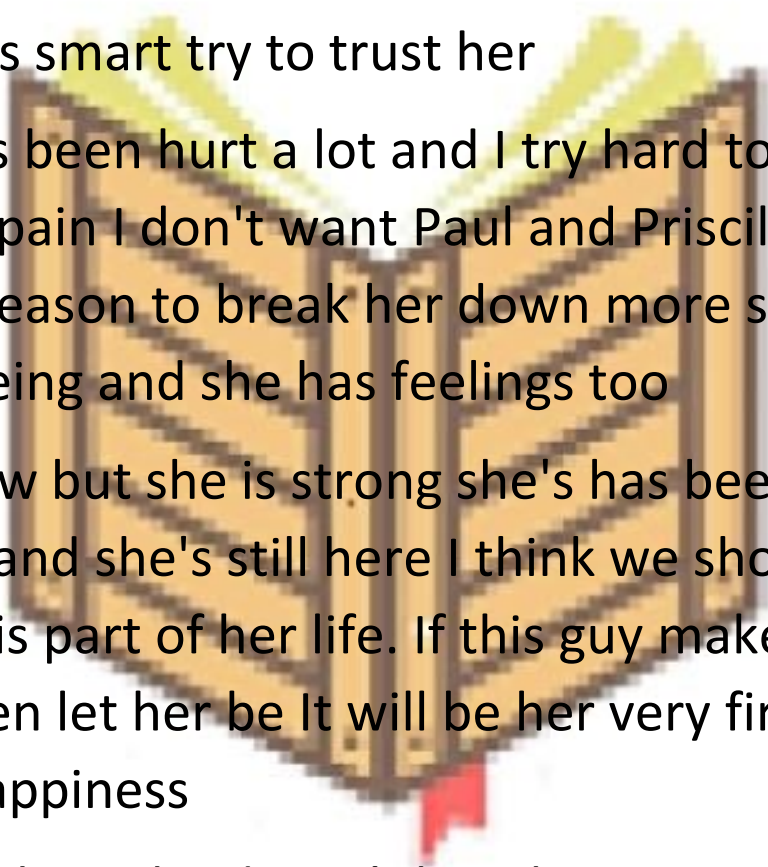 s smart try to trust her
s been hurt a lot and I try hard to
pain I don't want Paul and Priscil
eason to break her down more s
eing and she has feelings too
w but she is strong she's has bee
and she's still here I think we sho
is part of her life. If this guy make
en let her be It will be her very fir
appiness